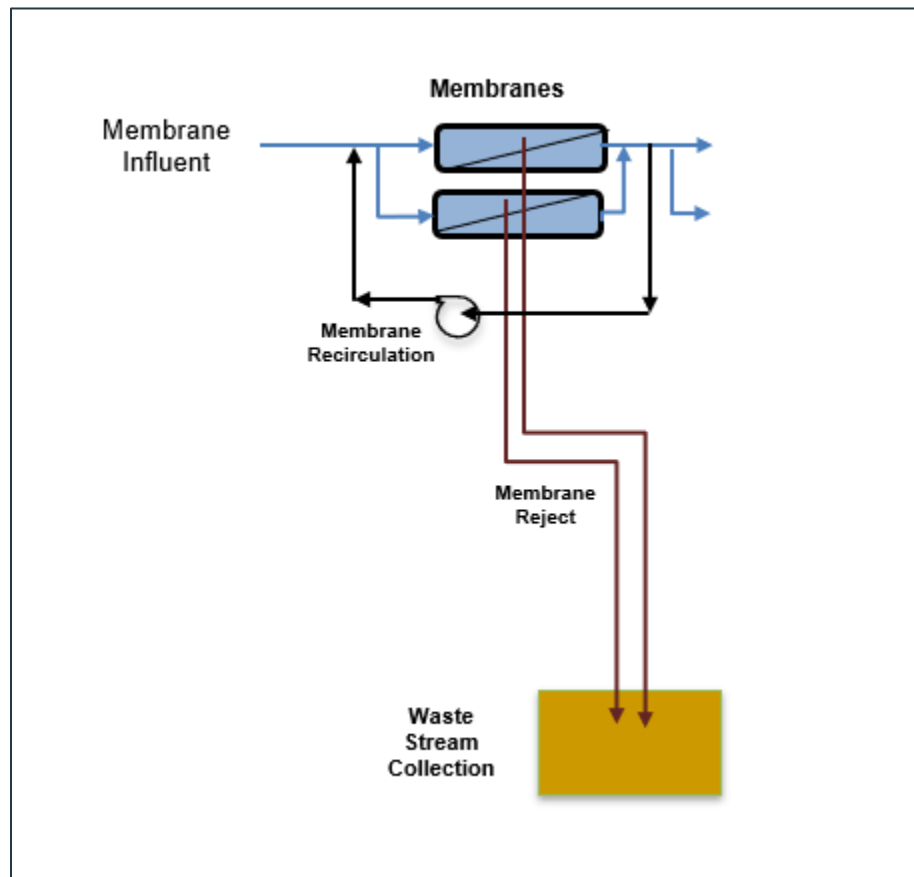 Membranes
Membrane
Influent
Membrane
Recirculation
Membrane
Reject
Waste
Stream
Collection